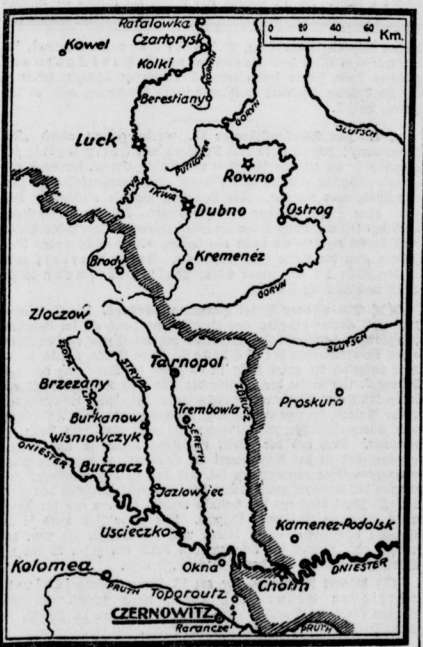 Rafalowka
0 20 40 60
Km.
Czartorysk
Kowel
Kolki
Berestiany
GORYN
SLUTSCH
Luck
PUTILOWKA
Rowno
STYR
IKWA
Dubno
Ostrog
Brody
Kremenez
GORYN
Zloczow
SLUTSCH
STRYPA
Tarnopol
Brzezany
ZBRUCZ
Proskuro
Trembowla
Burkanow
SERETH
Wisniowczyk
DNIESTER
Buczacz
Jazlowiec
Uscieczko
Kamenez-Podolsk
Okna
DNIESTER
Kolomea
Chotin
PRUTH
Toporoutz
CZERNOWITZ
Rarancze
PRUTH